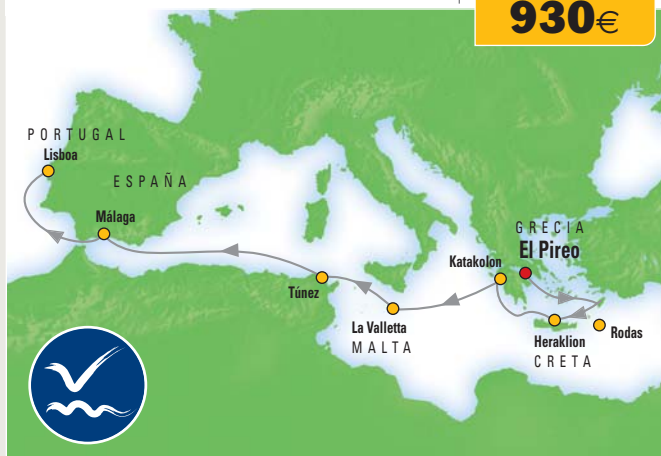 930€
PORTUGAL
Lisboa
ESPAÑA
Málaga
GRECIA
El Pireo
Katakolon
Túnez
La Valletta
MALTA
Heraklion
CRETA
Rodas